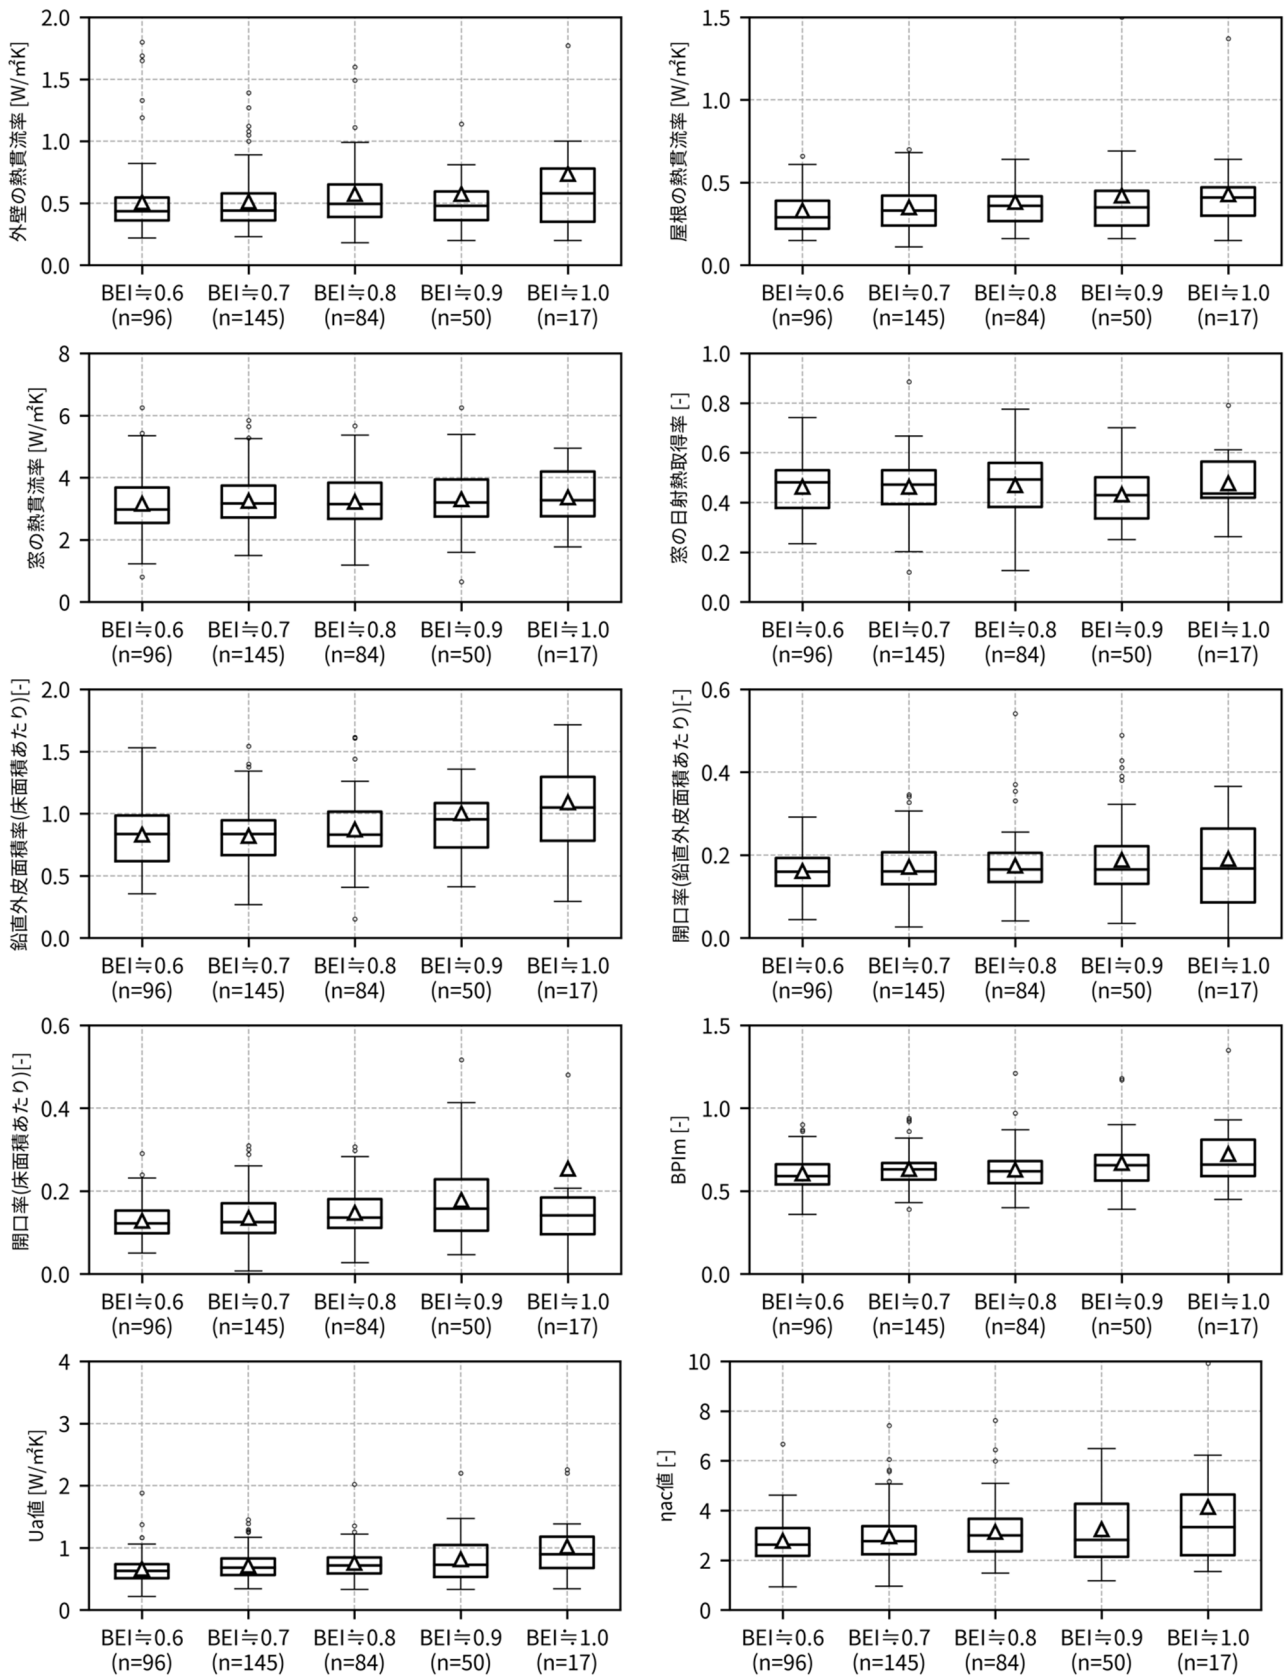 外壁の熱貫流率 [W/㎡K]
2.0
1.5
1.0
0.5
0.0
BEI≒0.6 BEI≒0.7 BEI≒0.8 BEI≒0.9 BEI≒1.0
(n=96) (n=145) (n=84) (n=50) (n=17)
屋根の熱貫流率 [W/㎡K]
1.5
1.0
0.5
0.0
BEI≒0.6 BEI≒0.7 BEI≒0.8 BEI≒0.9 BEI≒1.0
(n=96) (n=145) (n=84) (n=50) (n=17)
窓の熱貫流率 [W/㎡K]
8
6
4
2
0
BEI≒0.6 BEI≒0.7 BEI≒0.8 BEI≒0.9 BEI≒1.0
(n=96) (n=145) (n=84) (n=50) (n=17)
窓の日射熱取得率 [-]
1.0
0.8
0.6
0.4
0.2
0.0
BEI≒0.6 BEI≒0.7 BEI≒0.8 BEI≒0.9 BEI≒1.0
(n=96) (n=145) (n=84) (n=50) (n=17)
鉛直外皮面積率(床面積あたり)[-]
2.0
1.5
1.0
0.5
0.0
BEI≒0.6 BEI≒0.7 BEI≒0.8 BEI≒0.9 BEI≒1.0
(n=96) (n=145) (n=84) (n=50) (n=17)
開口率(鉛直外皮面積あたり)[-]
0.6
0.4
0.2
0.0
BEI≒0.6 BEI≒0.7 BEI≒0.8 BEI≒0.9 BEI≒1.0
(n=96) (n=145) (n=84) (n=50) (n=17)
開口率(床面積あたり)[-]
0.6
0.4
0.2
0.0
BEI≒0.6 BEI≒0.7 BEI≒0.8 BEI≒0.9 BEI≒1.0
(n=96) (n=145) (n=84) (n=50) (n=17)
BPIm [-]
1.5
1.0
0.5
0.0
BEI≒0.6 BEI≒0.7 BEI≒0.8 BEI≒0.9 BEI≒1.0
(n=96) (n=145) (n=84) (n=50) (n=17)
Ua値 [W/㎡K]
4
3
2
1
0
BEI≒0.6 BEI≒0.7 BEI≒0.8 BEI≒0.9 BEI≒1.0
(n=96) (n=145) (n=84) (n=50) (n=17)
ηac値 [-]
10
8
6
4
2
0
BEI≒0.6 BEI≒0.7 BEI≒0.8 BEI≒0.9 BEI≒1.0
(n=96) (n=145) (n=84) (n=50) (n=17)